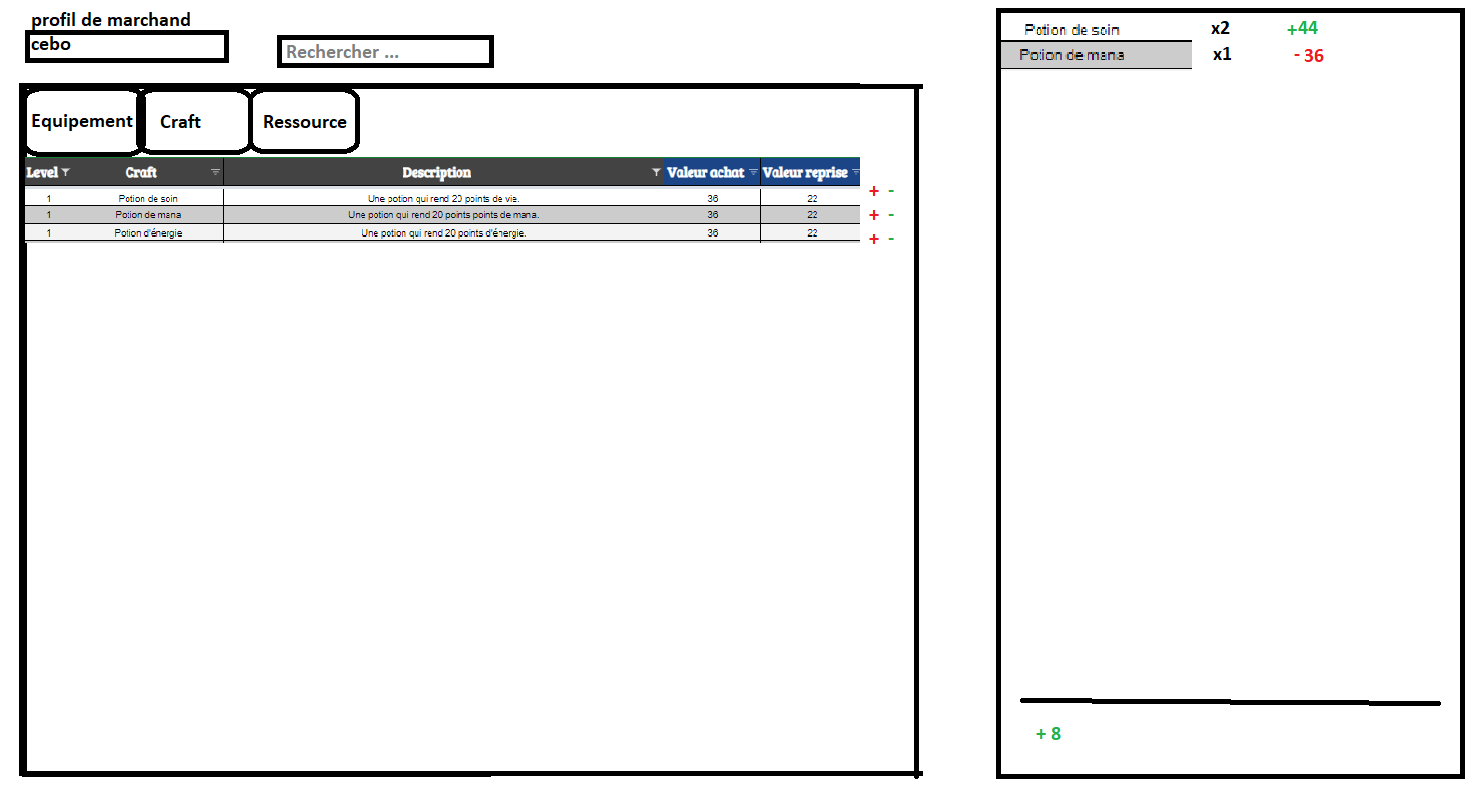 profil de marchand
cebo
Rechercher ...
Equipement Craft Ressource
Level Craft Description Valeur achat Valeur reprise
1 Potion de soin Une potion qui rend 20 points de vie. 36 22 + -
1 Potion de mana Une potion qui rend 20 points points de mana. 36 22 + -
1 Potion d'énergie Une potion qui rend 20 points d'énergie. 36 22 + -
Potion de soin x2 +44
Potion de mana x1 - 36
+ 8